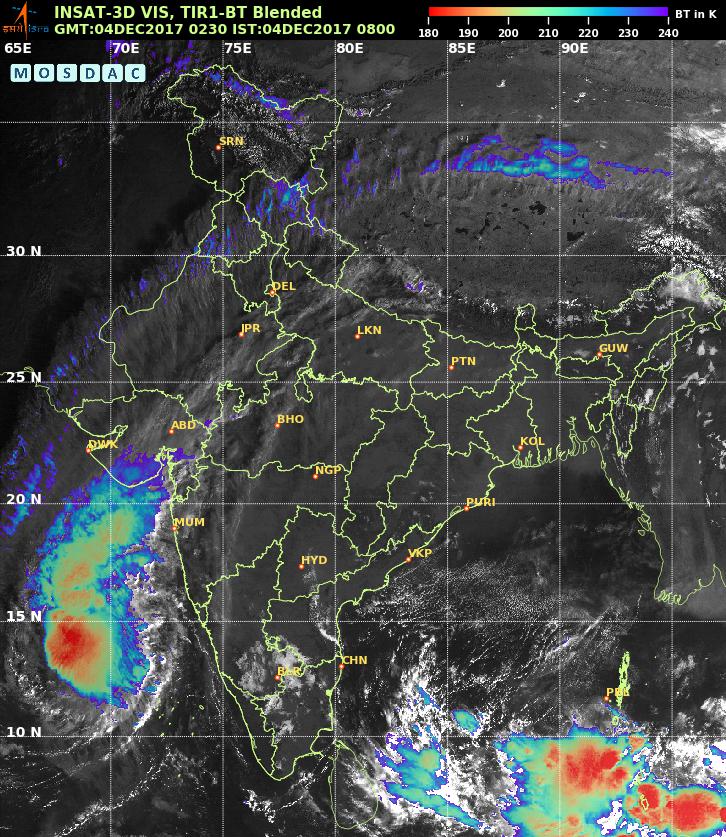 INSAT-3D VIS, TIR1-BT Blended
GMT:04DEC2017 0230 IST:04DEC2017 0800
BT in K
180 190 200 210 220 230 240
65E 70E 75E 80E 85E 90E
MOSDAC
SRN
30 N
DEL
JPR
LKN
GUW
PTN
25 N
ABD
BHO
DWK
KOL
NGP
20 N
PURI
MUM
VKP
HYD
15 N
CHN
BLR
PBL
10 N